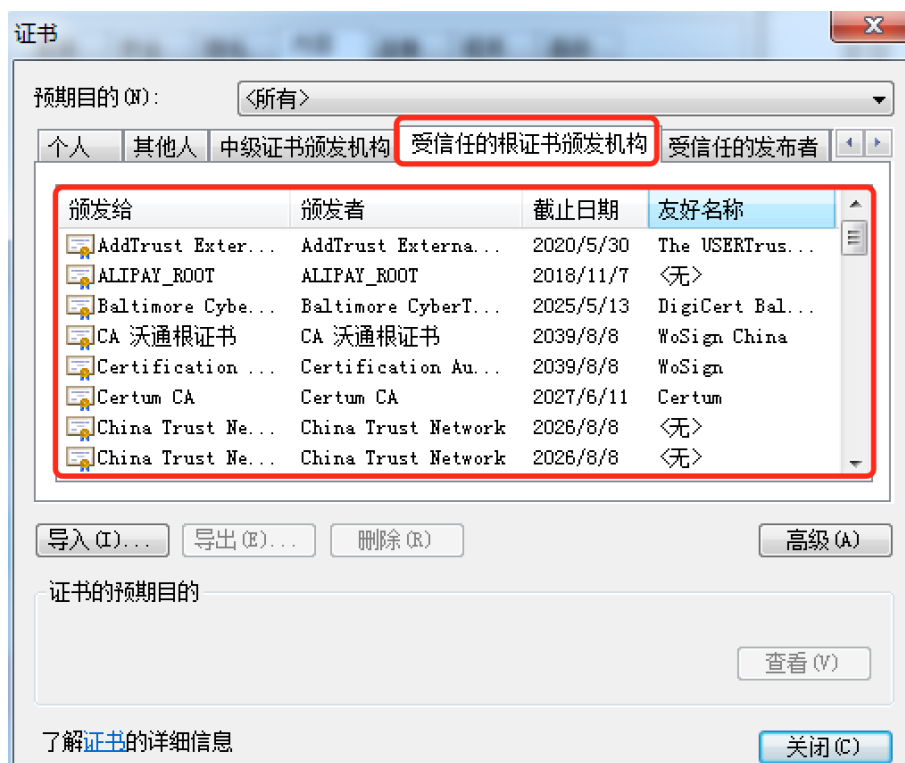 证书
预期目的(N): <所有>
个人 其他人 中级证书颁发机构 受信任的根证书颁发机构 受信任的发布者
颁发给 颁发者 截止日期 友好名称
AddTrust Exter... AddTrust Externa... 2020/5/30 The USERTrus...
ALIPAY_ROOT ALIPAY_ROOT 2018/11/7 <无>
Baltimore Cybe... Baltimore CyberT... 2025/5/13 DigiCert Bal...
CA 沃通根证书 CA 沃通根证书 2039/8/8 WoSign China
Certification ... Certification Au... 2039/8/8 WoSign
Certum CA Certum CA 2027/6/11 Certum
China Trust Ne... China Trust Network 2026/8/8 <无>
China Trust Ne... China Trust Network 2026/8/8 <无>
导入(I)... 导出(E)... 删除(R) 高级(A)
证书的预期目的
查看(V)
了解证书的详细信息
关闭(C)